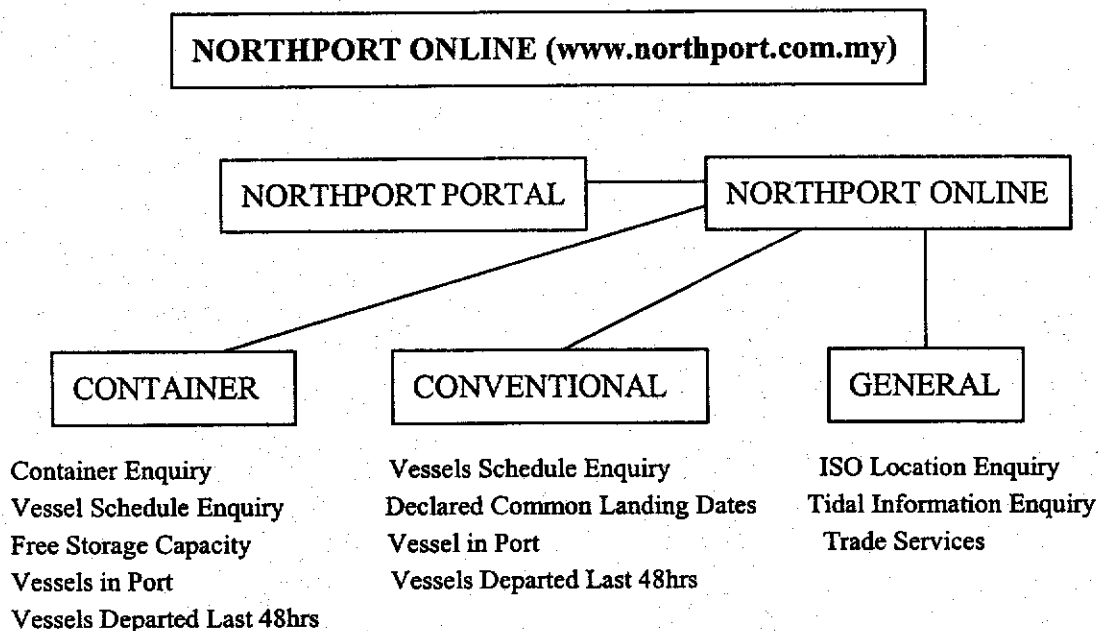 NORTHPORT ONLINE (www.northport.com.my)
NORTHPORT PORTAL
NORTHPORT ONLINE
CONTAINER
CONVENTIONAL
GENERAL
Container Enquiry
Vessel Schedule Enquiry
Free Storage Capacity
Vessels in Port
Vessels Departed Last 48hrs
Vessels Schedule Enquiry
Declared Common Landing Dates
Vessel in Port
Vessels Departed Last 48hrs
ISO Location Enquiry
Tidal Information Enquiry
Trade Services